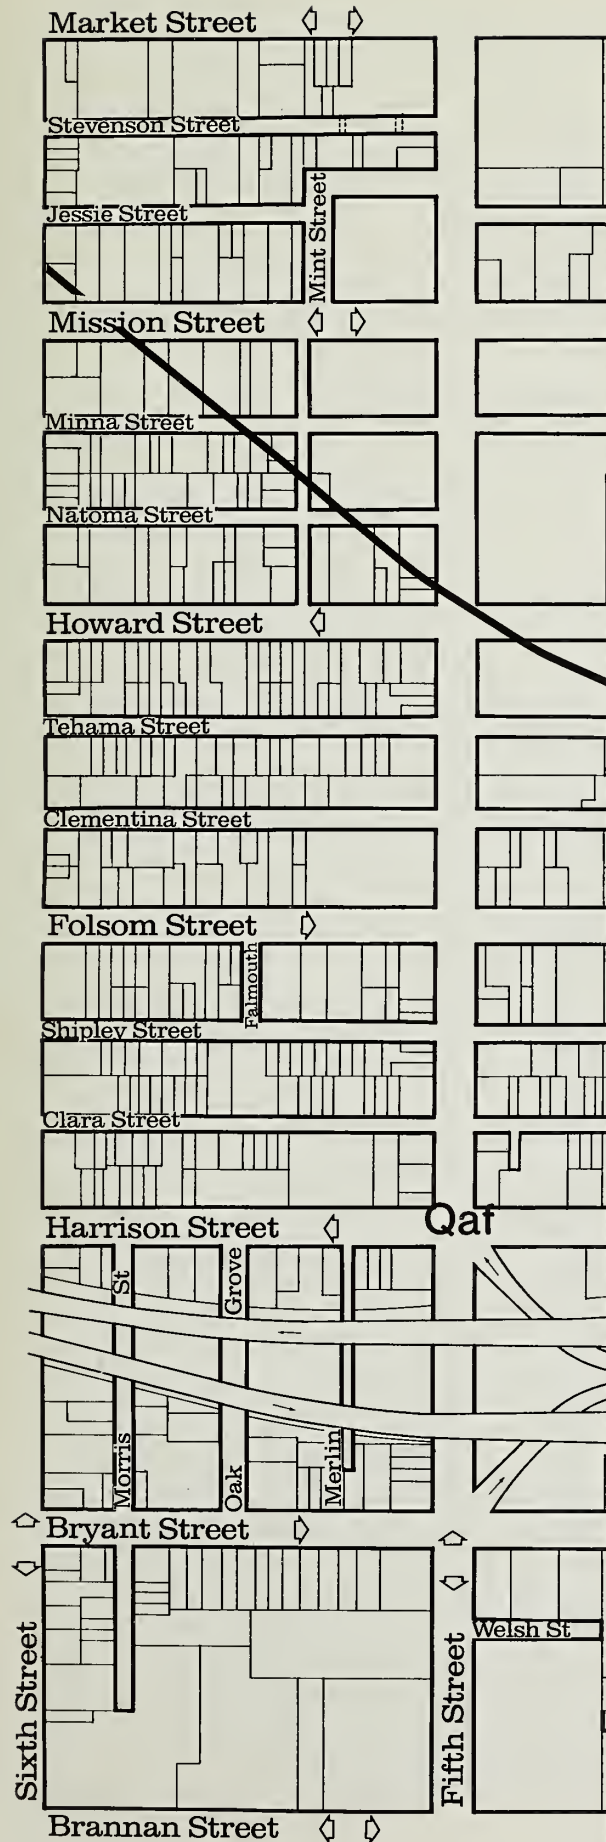 Market Street
Stevenson Street
Jessie Street
Mint Street
Mission Street
Minna Street
Natoma Street
Howard Street
Tehama Street
Clementina Street
Folsom Street
Falmouth
Shipley Street
Clara Street
Qaf
Harrison Street
Morris St
Oak Grove
Merlin
Bryant Street
Welsh St
Sixth Street
Fifth Street
Brannan Street